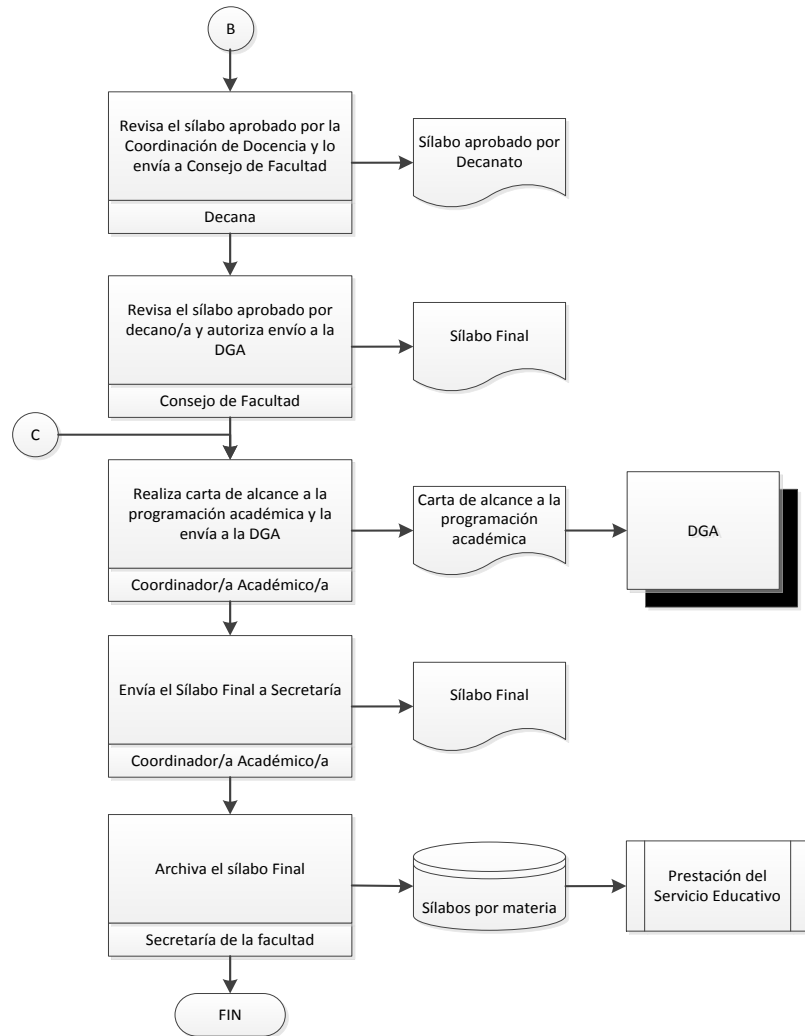 B
Revisa el sílabo aprobado por la
Coordinación de Docencia y lo
envía a Consejo de Facultad
Decana
Sílabo aprobado por
Decanato
Revisa el sílabo aprobado por
decano/a y autoriza envío a la
DGA
Consejo de Facultad
Sílabo Final
C
Realiza carta de alcance a la
programación académica y la
envía a la DGA
Coordinador/a Académico/a
Carta de alcance a la
programación
académica
DGA
Envía el Sílabo Final a Secretaría
Coordinador/a Académico/a
Sílabo Final
Archiva el sílabo Final
Secretaría de la facultad
Sílabos por materia
Prestación del
Servicio Educativo
FIN